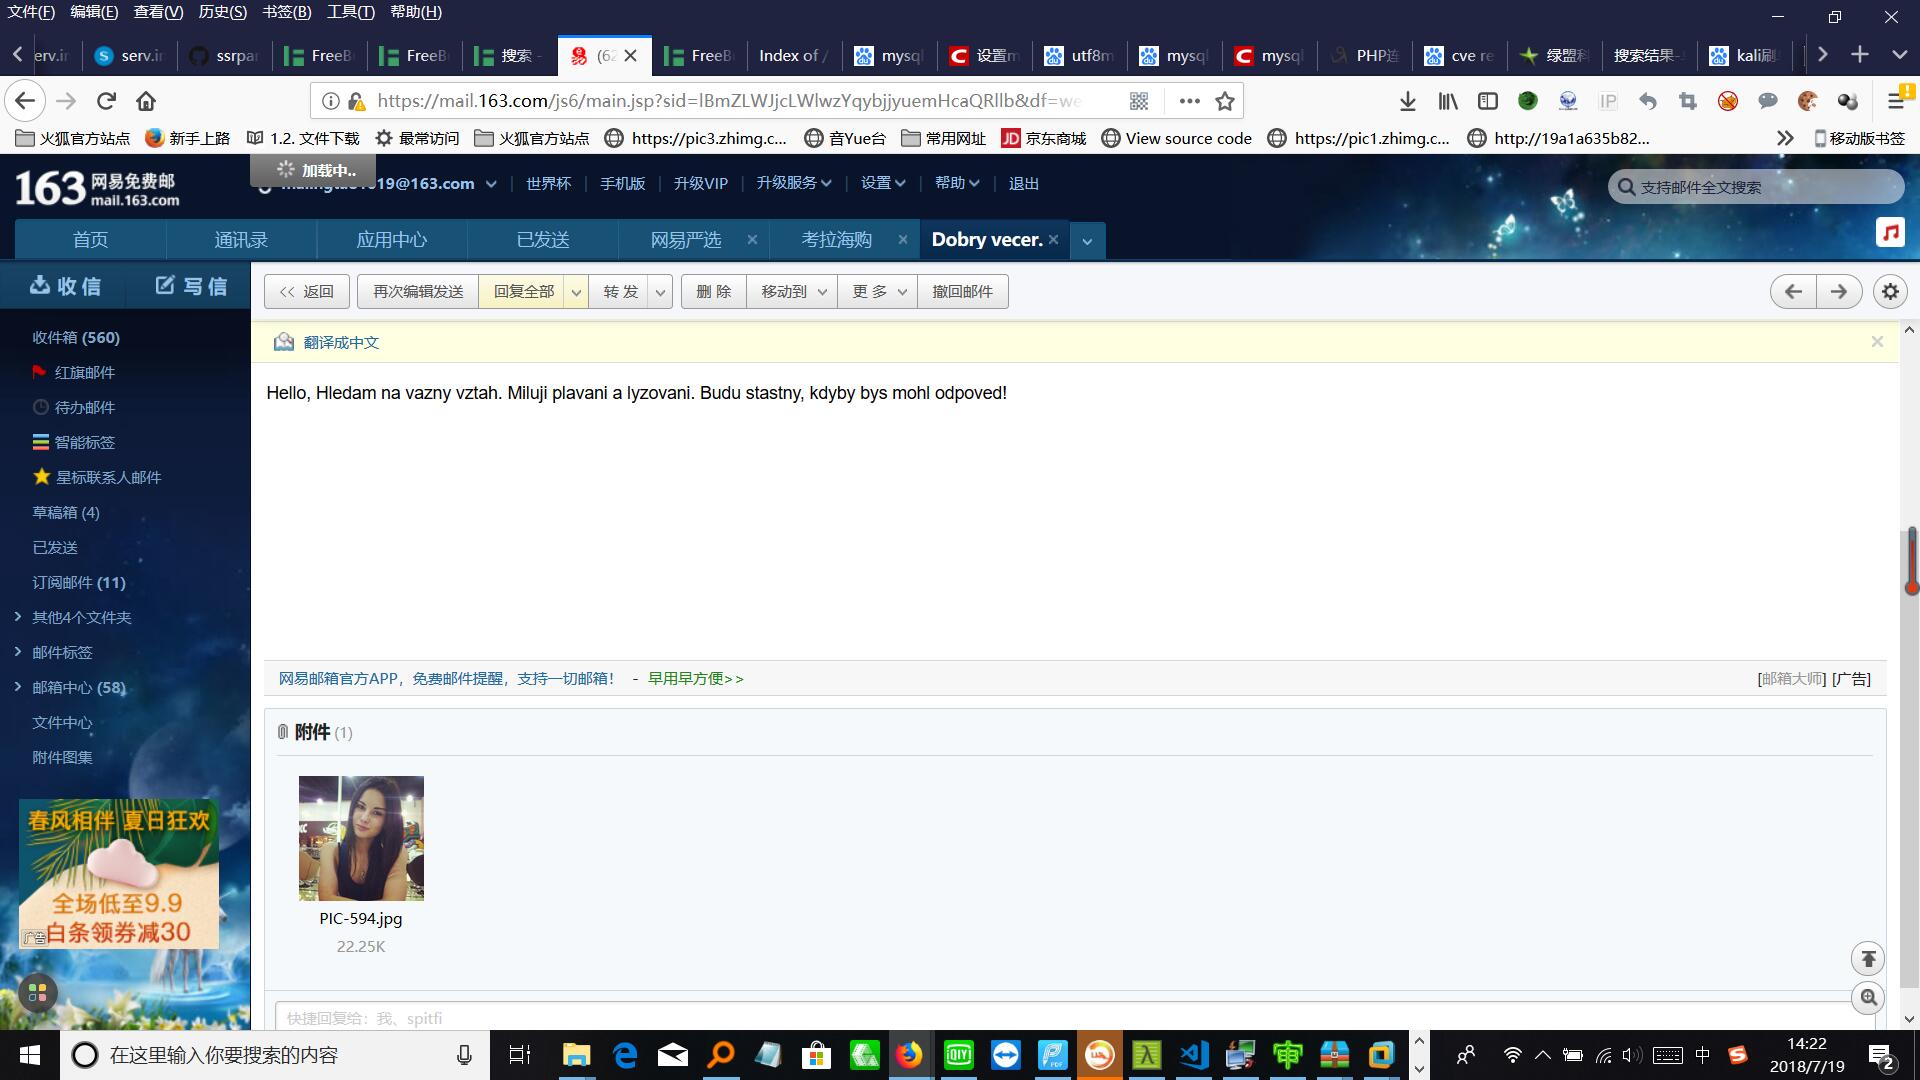 文件(F) 编辑(E) 查看(V) 历史(S) 书签(B) 工具(T) 帮助(H)
serv.i
ssrpar
FreeB
FreeB
搜索 -
(62
FreeB
Index of /
mysql
设置m
utf8m
mysql
mysql
PHP连
cve re
绿盟科
搜索结果-
kali刷
https://mail.163.com/js6/main.jsp?sid=lBmZLWJjcLWlwzYqybjjyuemHcaQRllb&df=we
火狐官方站点 新手上路 1.2. 文件下载 最常访问 火狐官方站点 https://pic3.zhimg.c... 音Yue台 常用网址 京东商城 View source code https://pic1.zhimg.c... http://19a1a635b82... 移动版书签
加载中..
163 网易免费邮
mail.163.com
1019@163.com 世界杯 手机版 升级VIP 升级服务 设置 帮助 退出
支持邮件全文搜索
首页 通讯录 应用中心 已发送 网易严选 考拉海购 Dobry vecer.
收信 写信
<< 返回 再次编辑发送 回复全部 转 发 删 除 移动到 更 多 撤回邮件
翻译成中文
收件箱 (560)
红旗邮件
待办邮件
智能标签
星标联系人邮件
草稿箱 (4)
已发送
订阅邮件 (11)
其他4个文件夹
邮件标签
邮箱中心 (58)
文件中心
附件图集
Hello, Hledam na vazny vztah. Miluji plavani a lyzovani. Budu stastny, kdyby bys mohl odpoved!
网易邮箱官方APP，免费邮件提醒，支持一切邮箱！ - 早用早方便>>
[邮箱大师] [广告]
附件 (1)
PIC-594.jpg
22.25K
春风相伴 夏日狂欢
全场低至9.9
白条领券减30
广告
快捷回复给：我、spitfi
在这里输入你要搜索的内容
中
14:22
2018/7/19
2